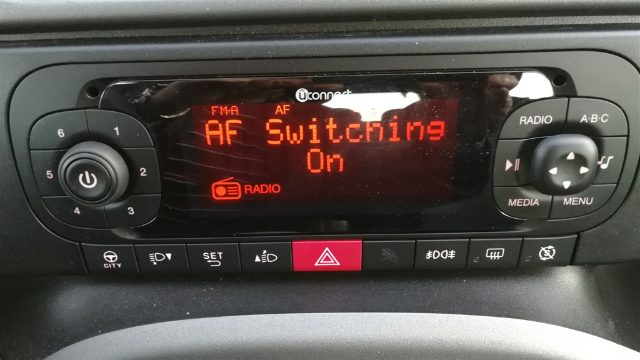 uconnect
FM-A AF
AF Switching
On
RADIO
6 1
5 2
4 3
RADIO A-B-C
MEDIA MENU
CITY
SET